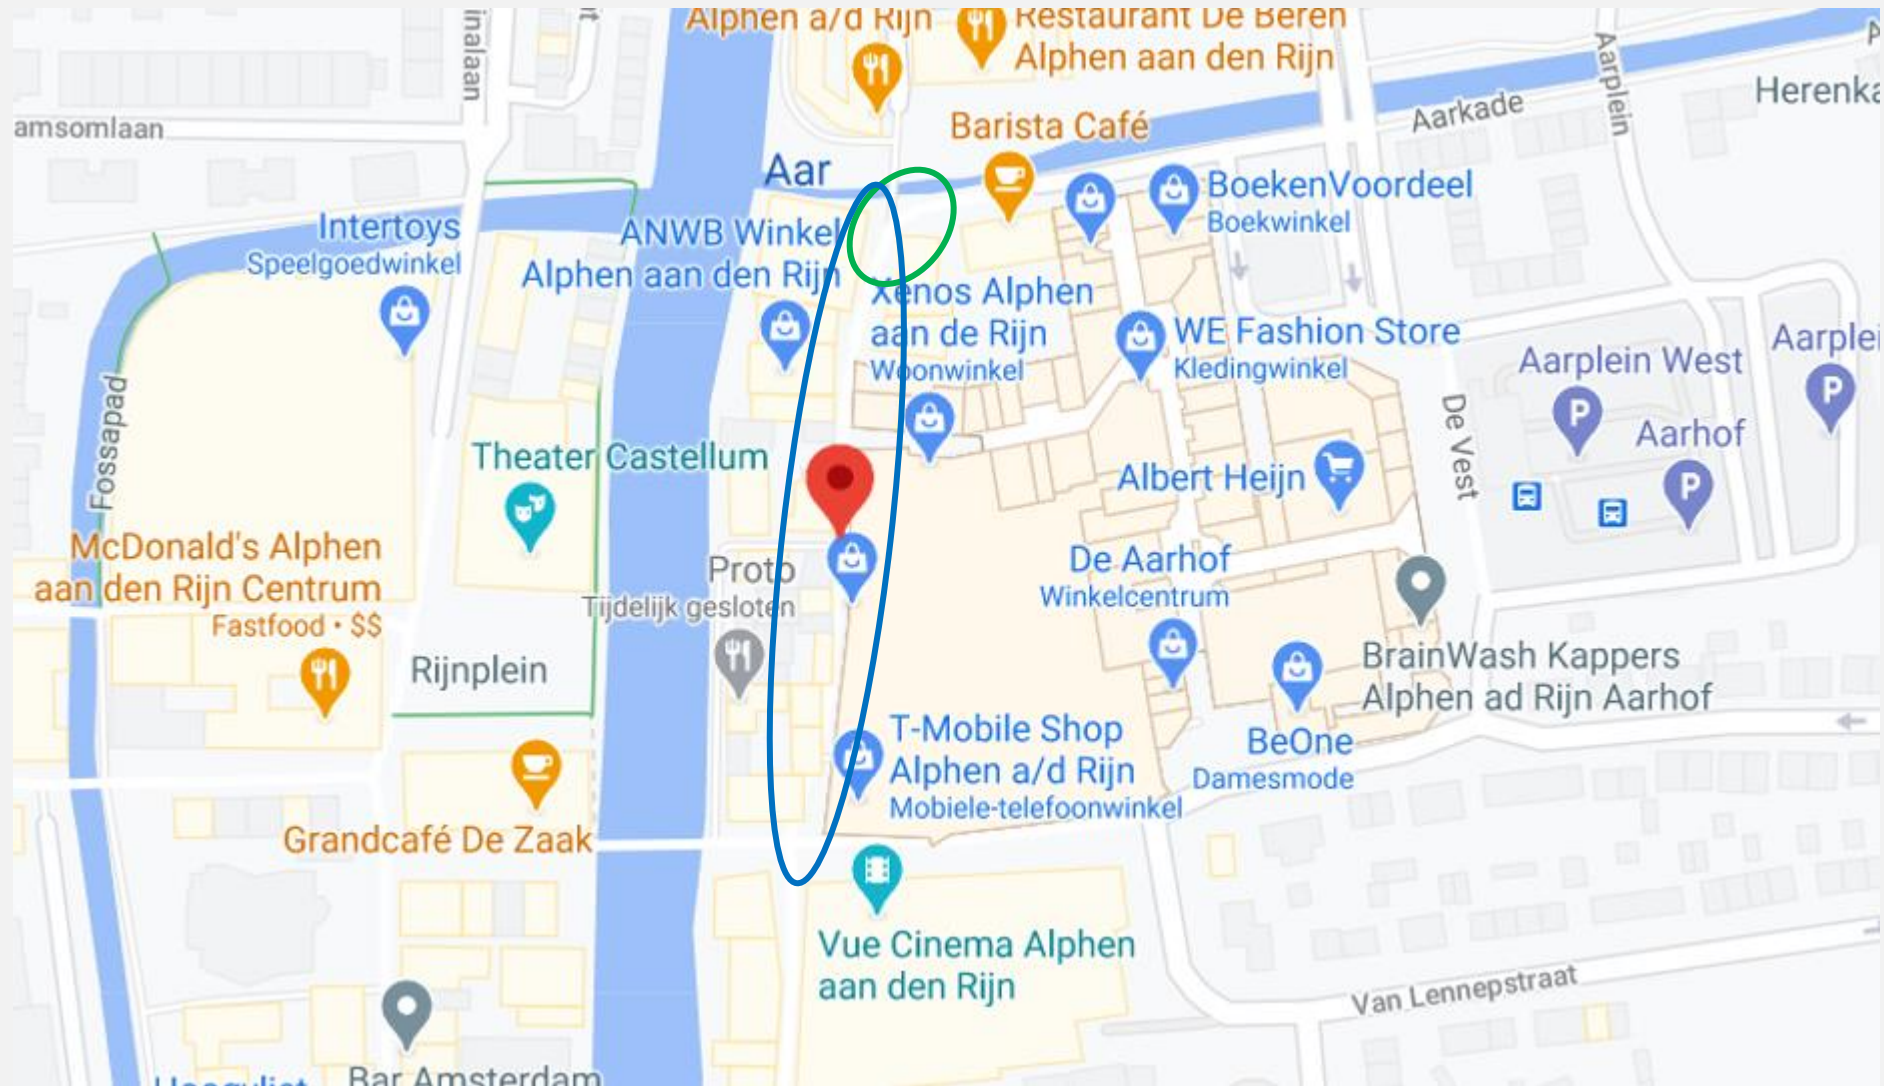 Alphen a/d Rijn
Restaurant De Beren
Alphen aan den Rijn
inalaan
Aarplein
Herenka
Aarkade
amsomlaan
Barista Café
Aar
BoekenVoordeel
Boekwinkel
Intertoys
Speelgoedwinkel
ANWB Winkel
Alphen aan den Rijn
Xenos Alphen
aan de Rijn
Woonwinkel
WE Fashion Store
Kledingwinkel
Aarplein West
P
Aarplei
P
Aarhof
P
De Vest
Fossapad
Theater Castellum
Albert Heijn
McDonald's Alphen
aan den Rijn Centrum
Fastfood • $$
Proto
Tijdelijk gesloten
De Aarhof
Winkelcentrum
Rijnplein
BrainWash Kappers
Alphen ad Rijn Aarhof
T-Mobile Shop
Alphen a/d Rijn
Mobiele-telefoonwinkel
BeOne
Damesmode
Grandcafé De Zaak
Vue Cinema Alphen
aan den Rijn
Van Lennepstraat
Bar Amsterdam